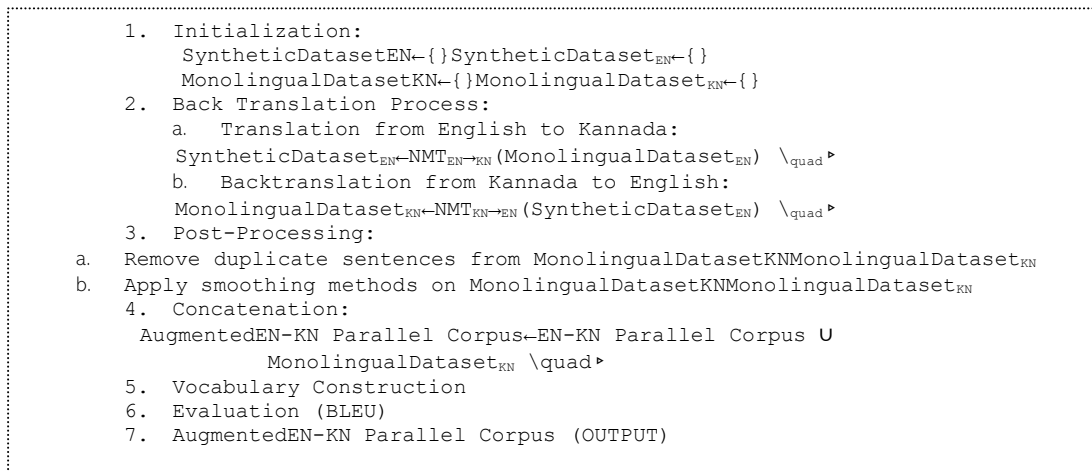 1. Initialization:
SyntheticDatasetEN←{}SyntheticDatasetEN←{}
MonolingualDatasetKN←{}MonolingualDatasetKN←{}
2. Back Translation Process:
a. Translation from English to Kannada:
SyntheticDatasetEN←NMTEN→KN(MonolingualDatasetEN) \quad▹
b. Backtranslation from Kannada to English:
MonolingualDatasetKN←NMTKN→EN(SyntheticDatasetEN) \quad▹
3. Post-Processing:
a. Remove duplicate sentences from MonolingualDatasetKNMonolingualDatasetKN
b. Apply smoothing methods on MonolingualDatasetKNMonolingualDatasetKN
4. Concatenation:
AugmentedEN-KN Parallel Corpus←EN-KN Parallel Corpus ∪
MonolingualDatasetKN \quad▹
5. Vocabulary Construction
6. Evaluation (BLEU)
7. AugmentedEN-KN Parallel Corpus (OUTPUT)